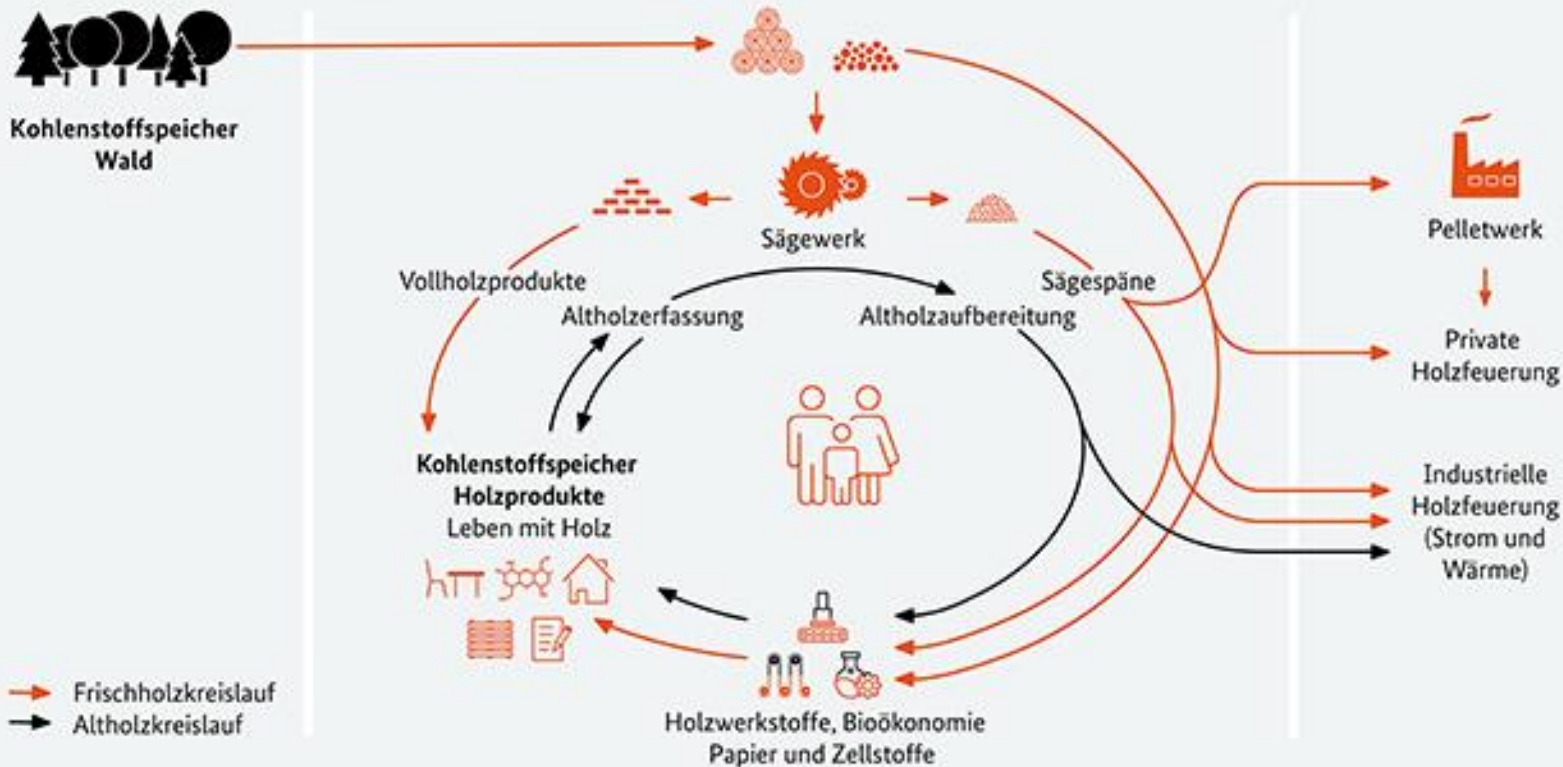 Kohlenstoffspeicher
Wald
Sägewerk
Vollholzprodukte
Sägespäne
Altholzerfassung
Altholzaufbereitung
Kohlenstoffspeicher
Holzprodukte
Leben mit Holz
Holzwerkstoffe, Bioökonomie
Papier und Zellstoffe
Pelletwerk
Private
Holzfeuerung
Industrielle
Holzfeuerung
(Strom und
Wärme)
Frischholzkreislauf
Altholzkreislauf